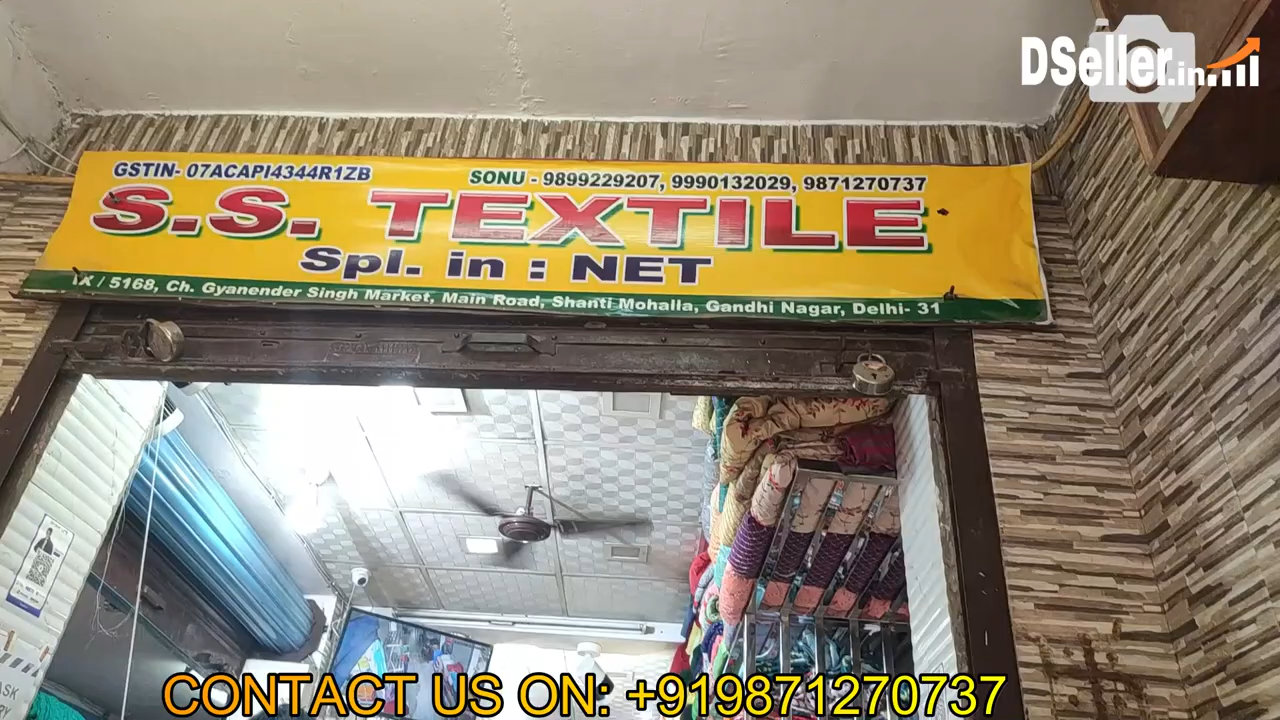 DSeller.in
GSTIN- 07ACAPI4344R1ZB
SONU - 9899229207, 9990132029, 9871270737
S.S. TEXTILE
Spl. in : NET
IX / 5168, Ch. Gyanender Singh Market, Main Road, Shanti Mohalla, Gandhi Nagar, Delhi- 31
CONTACT US ON: +919871270737